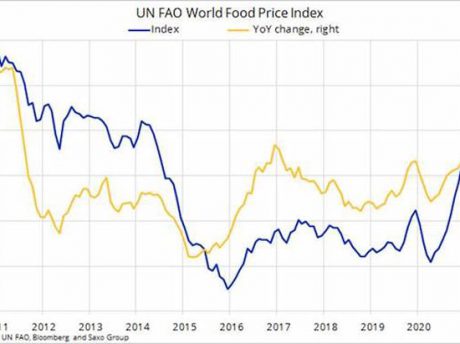 UN FAO World Food Price Index
Index YoY change, right
11 2012 2013 2014 2015 2016 2017 2018 2019 2020
UN FAO, Bloomberg and Saxo Group